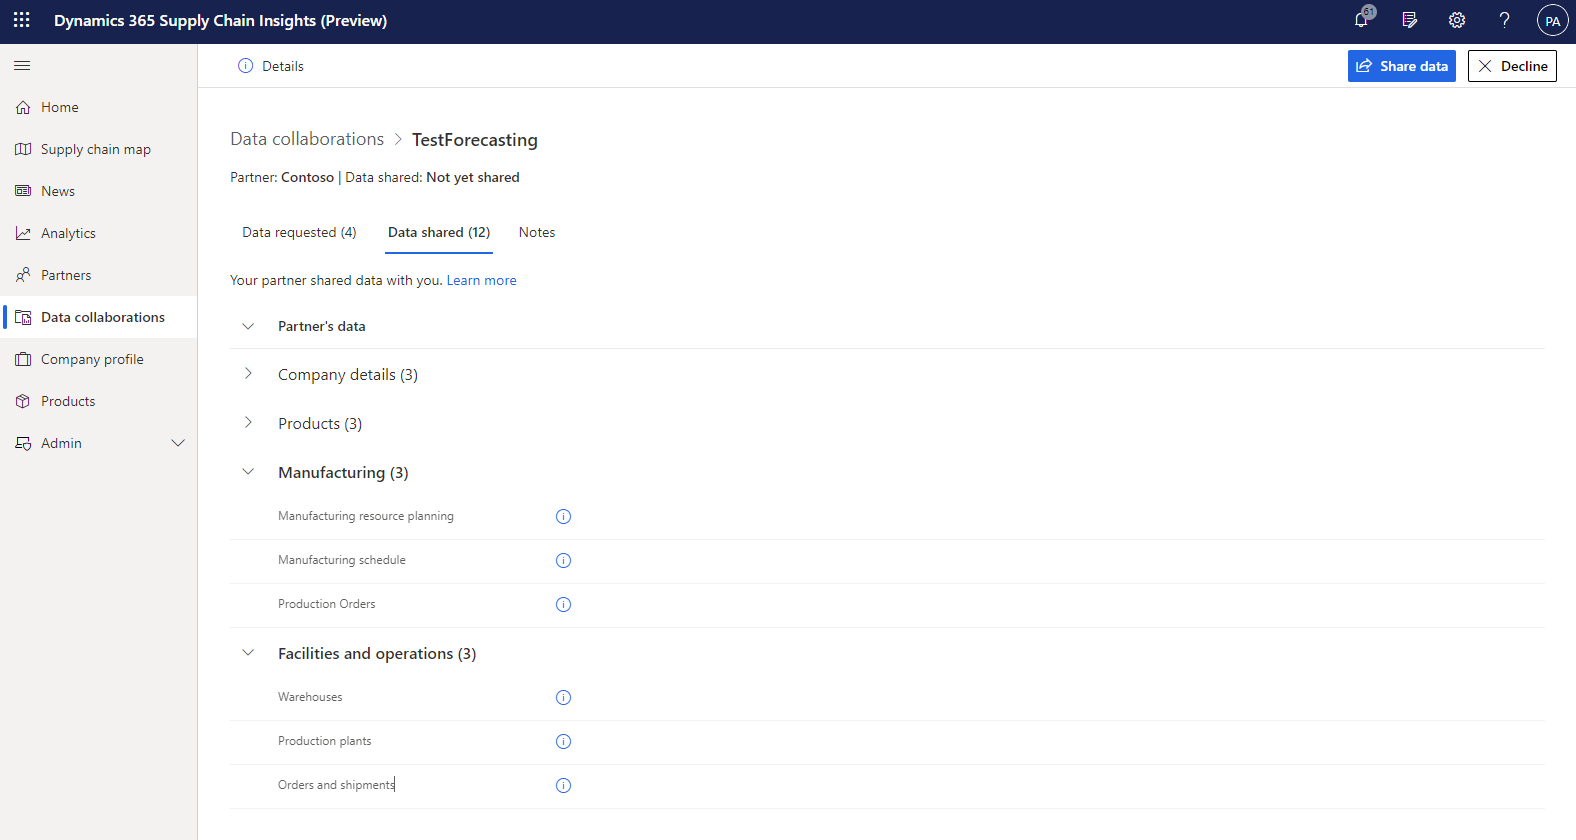 Dynamics 365 Supply Chain Insights (Preview)
61
PA
Details
Share data
Decline
Home
Supply chain map
News
Analytics
Partners
Data collaborations
Company profile
Products
Admin
Data collaborations > TestForecasting
Partner: Contoso | Data shared: Not yet shared
Data requested (4)
Data shared (12)
Notes
Your partner shared data with you. Learn more
Partner's data
Company details (3)
Products (3)
Manufacturing (3)
Manufacturing resource planning
Manufacturing schedule
Production Orders
Facilities and operations (3)
Warehouses
Production plants
Orders and shipments